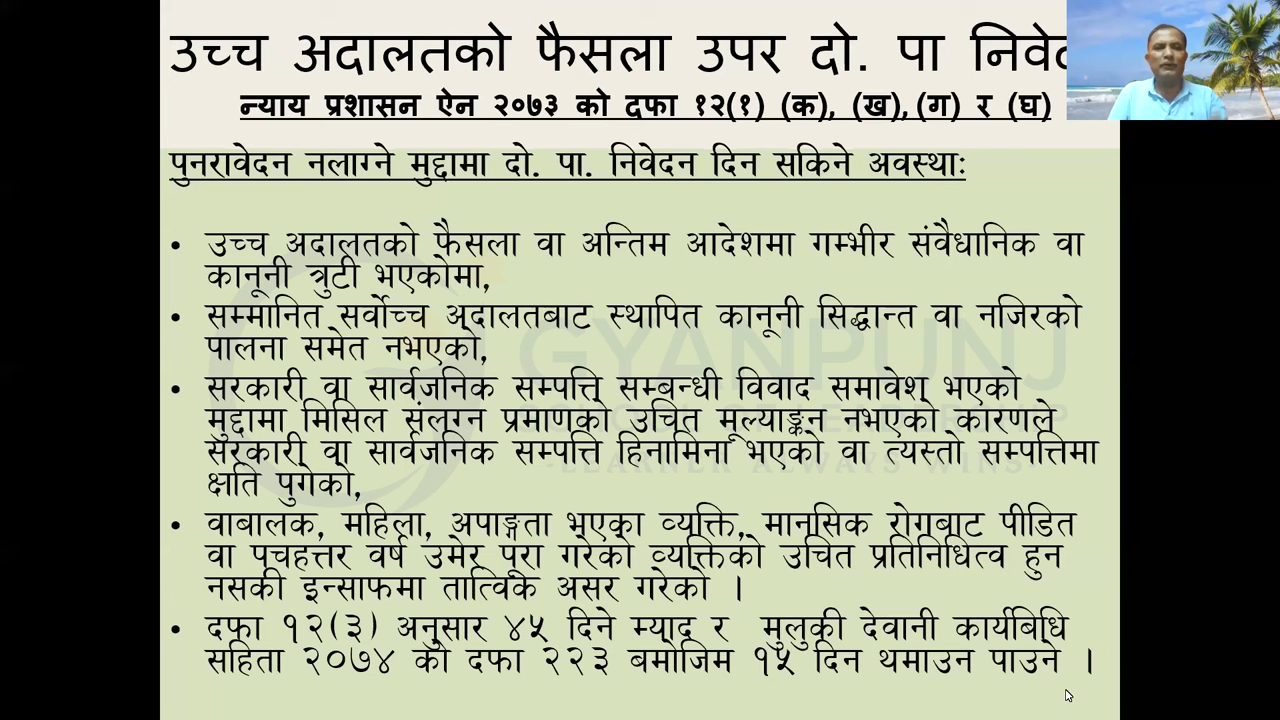 उच्च अदालतको फैसला उपर दो. पा
न्याय प्रशासन ऐन २०७३ को दफा १२(१) (क), (ख), (ग) र (घ)
पुनरावेदन नलाग्ने मुद्दामा दो. पा. निवेदन दिन सकिने अवस्थाः
• उच्च अदालतको फैसला वा अन्तिम आदेशमा गम्भीर संवैधानिक वा
कानूनी त्रुटी भएकोमा,
• सम्मानित सर्वोच्च अदालतबाट स्थापित कानूनी सिद्धान्त वा नजिरको
पालना समेत नभएको,
• सरकारी वा सार्वजनिक सम्पत्ति सम्बन्धी विवाद समावेश भएको
मुद्दामा मिसिल संलग्न प्रमाणको उचित मूल्याङ्कन नभएको कारणले
सरकारी वा सार्वजनिक सम्पत्ति हिनामिना भएको वा त्यस्तो सम्पत्तिमा
क्षति पुगेको,
• वाबालक, महिला, अपाङ्गता भएका व्यक्ति, मानसिक रोगबाट पीडित
वा पचहत्तर वर्ष उमेर पूरा गरेको व्यक्तिको उचित प्रतिनिधित्व हुन
नसकी इन्साफमा तात्विक असर गरेको ।
• दफा १२(३) अनुसार ४५ दिने म्याद र मुलुकी देवानी कार्यबिधि
सहिता २०७४ को दफा २२३ बमोजिम १५ दिन थमाउन पाउने ।
GYANPUNJ
-LEARNER ALWAYS WINS-